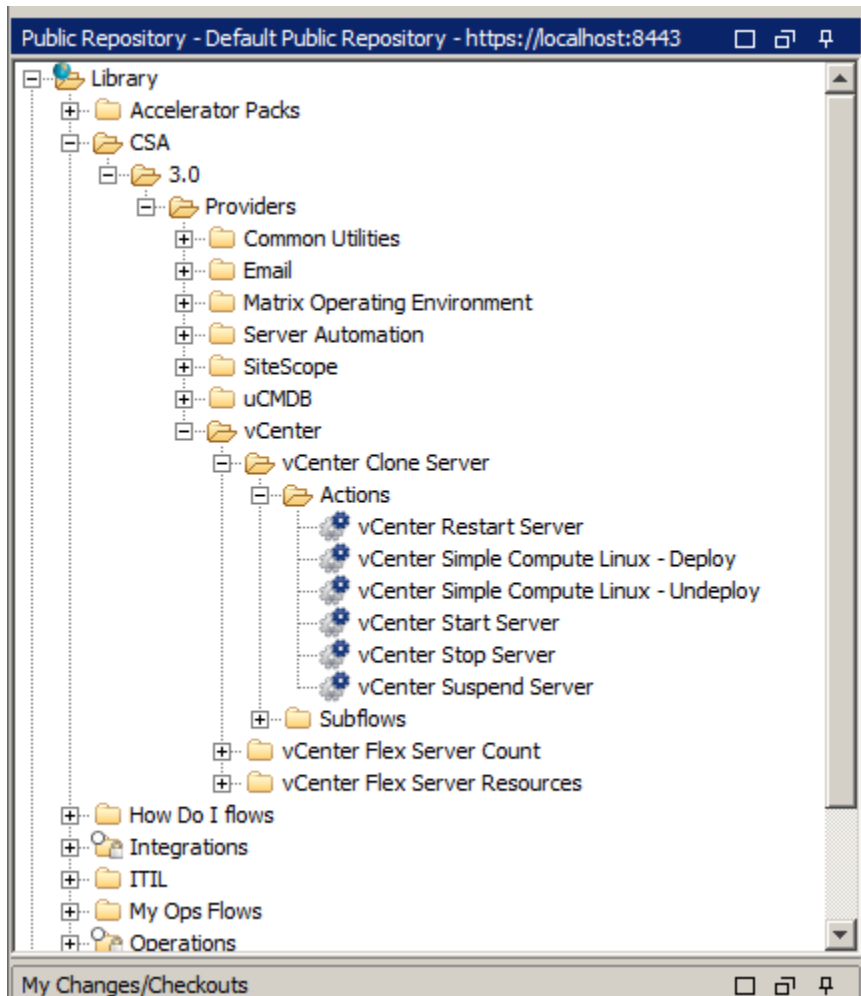 Public Repository - Default Public Repository - https://localhost:8443
Library
Accelerator Packs
CSA
3.0
Providers
Common Utilities
Email
Matrix Operating Environment
Server Automation
SiteScope
uCMDB
vCenter
vCenter Clone Server
Actions
vCenter Restart Server
vCenter Simple Compute Linux - Deploy
vCenter Simple Compute Linux - Undeploy
vCenter Start Server
vCenter Stop Server
vCenter Suspend Server
Subflows
vCenter Flex Server Count
vCenter Flex Server Resources
How Do I flows
Integrations
ITIL
My Ops Flows
Operations
My Changes/Checkouts